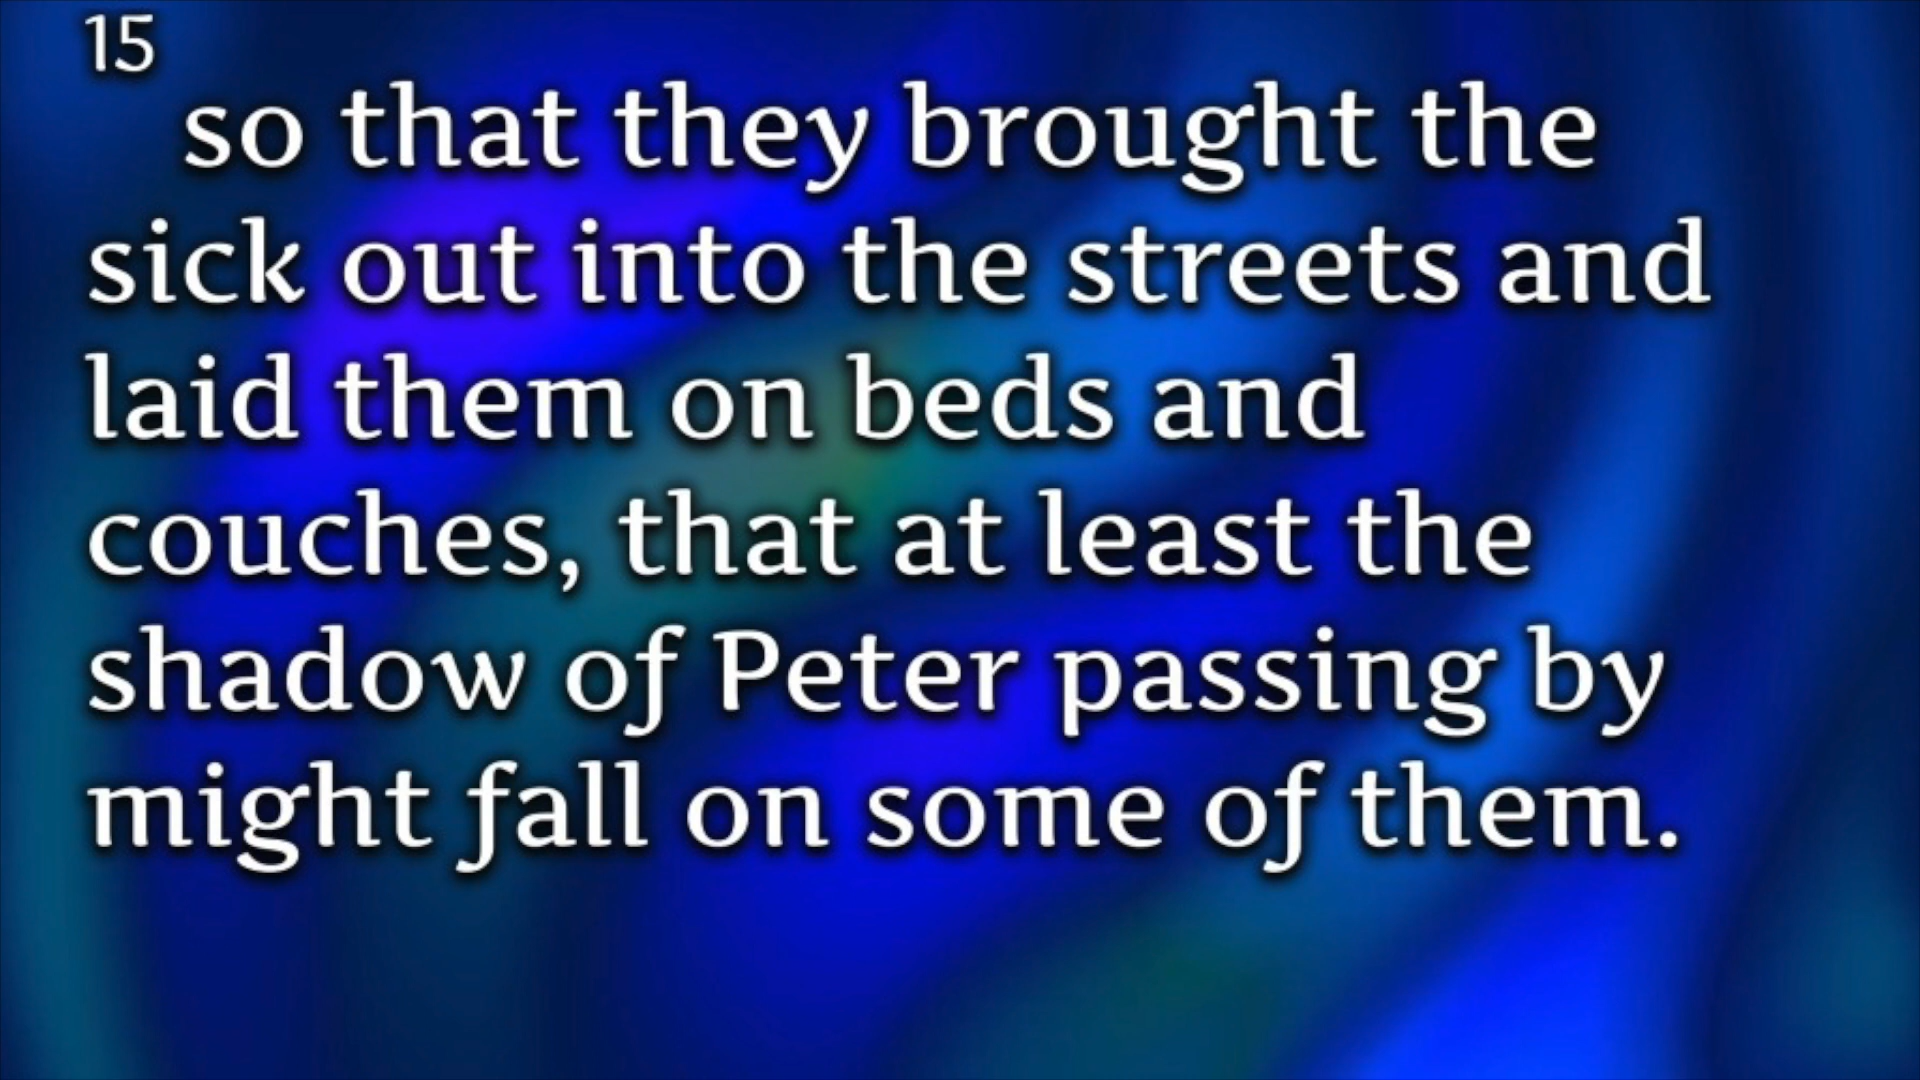 15
so that they brought the
sick out into the streets and
laid them on beds and
couches, that at least the
shadow of Peter passing by
might fall on some of them.